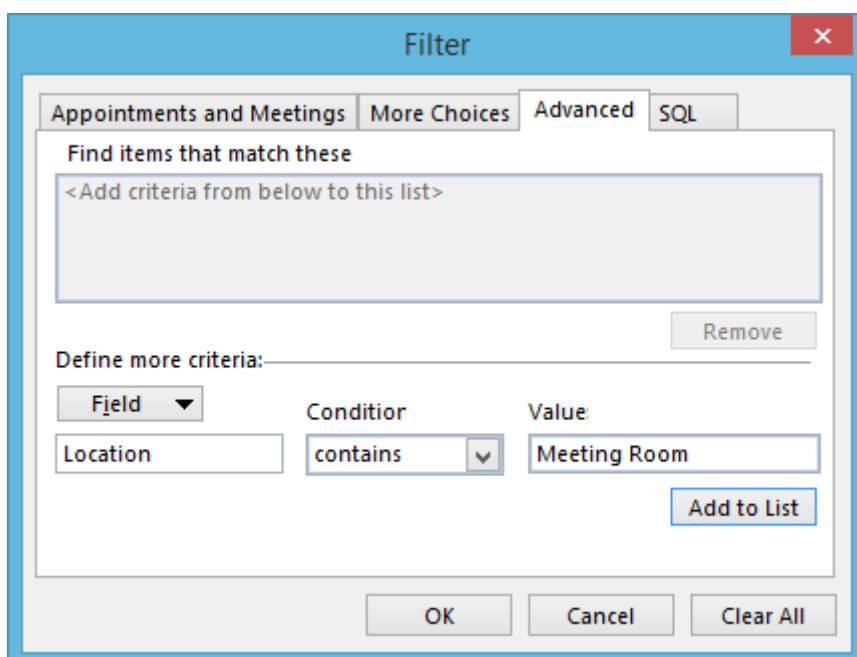 Filter
Appointments and Meetings More Choices Advanced SQL
Find items that match these
<Add criteria from below to this list>
Remove
Define more criteria:
Field Condition Value:
Location contains Meeting Room
Add to List
OK Cancel Clear All